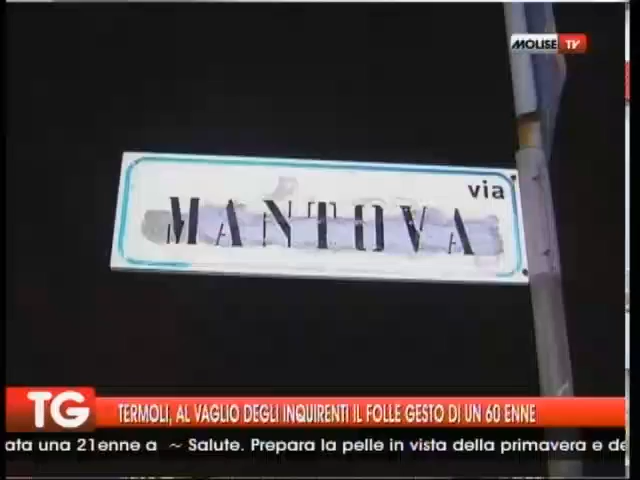 MOLISE TV
via
MANTOVA
TG
TERMOLI, AL VAGLIO DEGLI INQUIRENTI IL FOLLE GESTO DI UN 60 ENNE
ata una 21enne a ~ Salute. Prepara la pelle in vista della primavera e de